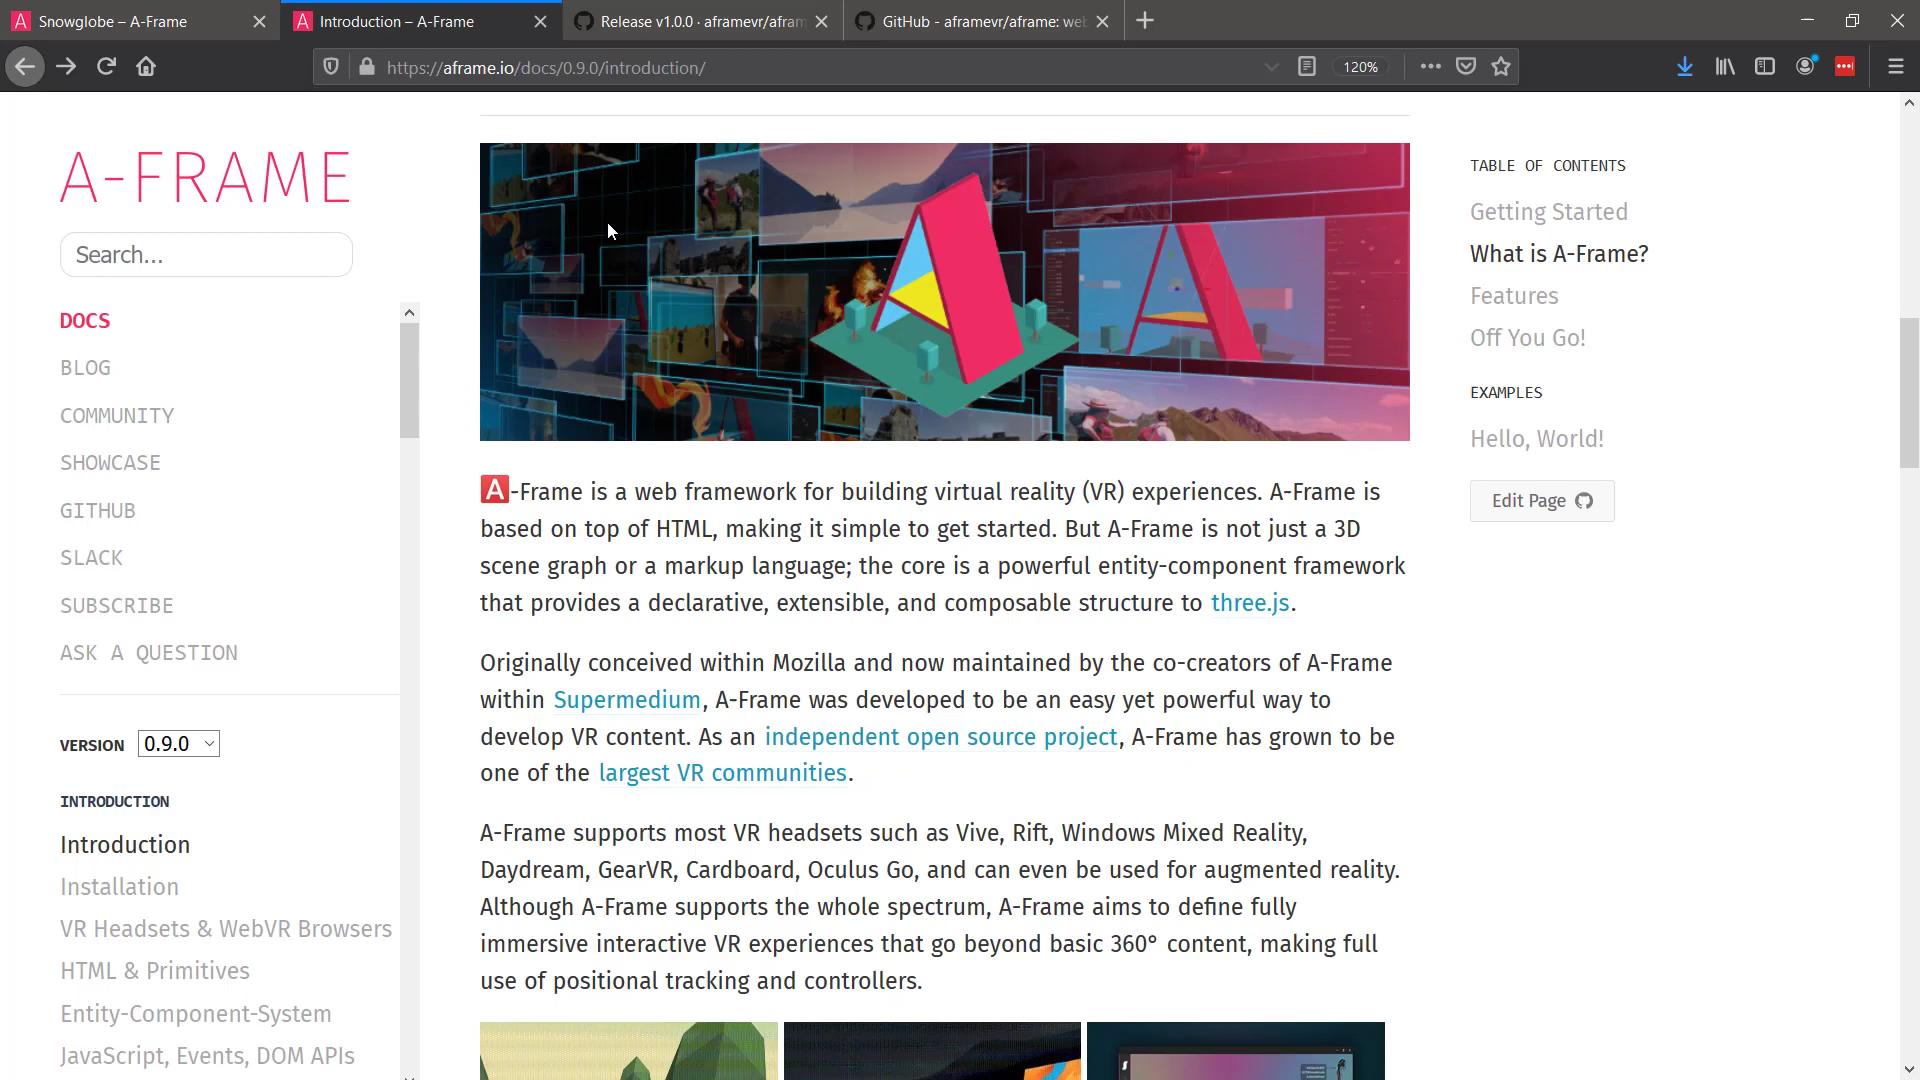 Snowglobe – A-Frame
Introduction – A-Frame
Release v1.0.0 · aframevr/afram
GitHub - aframevr/aframe: we
https://aframe.io/docs/0.9.0/introduction/
120%
A-FRAME
Search...
DOCS
BLOG
COMMUNITY
SHOWCASE
GITHUB
SLACK
SUBSCRIBE
ASK A QUESTION
VERSION 0.9.0
INTRODUCTION
Introduction
Installation
VR Headsets & WebVR Browsers
HTML & Primitives
Entity-Component-System
JavaScript, Events, DOM APIs
A-Frame is a web framework for building virtual reality (VR) experiences. A-Frame is
based on top of HTML, making it simple to get started. But A-Frame is not just a 3D
scene graph or a markup language; the core is a powerful entity-component framework
that provides a declarative, extensible, and composable structure to three.js.
Originally conceived within Mozilla and now maintained by the co-creators of A-Frame
within Supermedium, A-Frame was developed to be an easy yet powerful way to
develop VR content. As an independent open source project, A-Frame has grown to be
one of the largest VR communities.
A-Frame supports most VR headsets such as Vive, Rift, Windows Mixed Reality,
Daydream, GearVR, Cardboard, Oculus Go, and can even be used for augmented reality.
Although A-Frame supports the whole spectrum, A-Frame aims to define fully
immersive interactive VR experiences that go beyond basic 360° content, making full
use of positional tracking and controllers.
TABLE OF CONTENTS
Getting Started
What is A-Frame?
Features
Off You Go!
EXAMPLES
Hello, World!
Edit Page